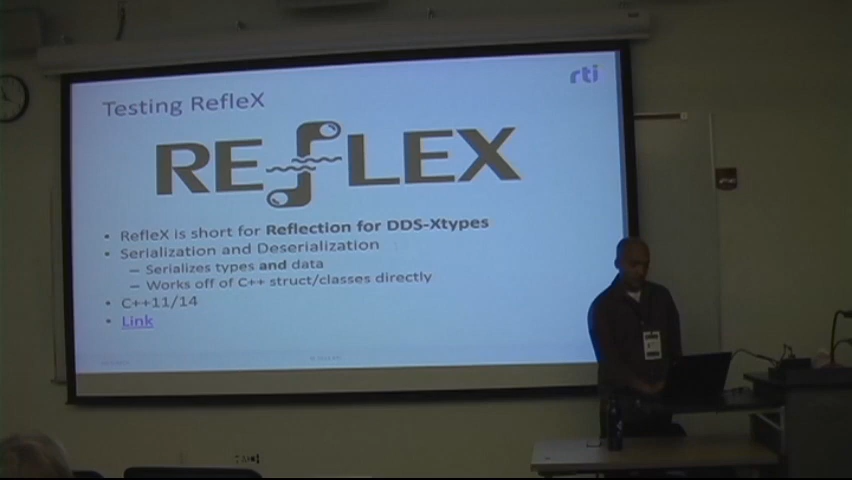 rti
Testing RefleX
REFLEX
• RefleX is short for Reflection for DDS-Xtypes
• Serialization and Deserialization
– Serializes types and data
– Works off of C++ struct/classes directly
• C++11/14
• Link